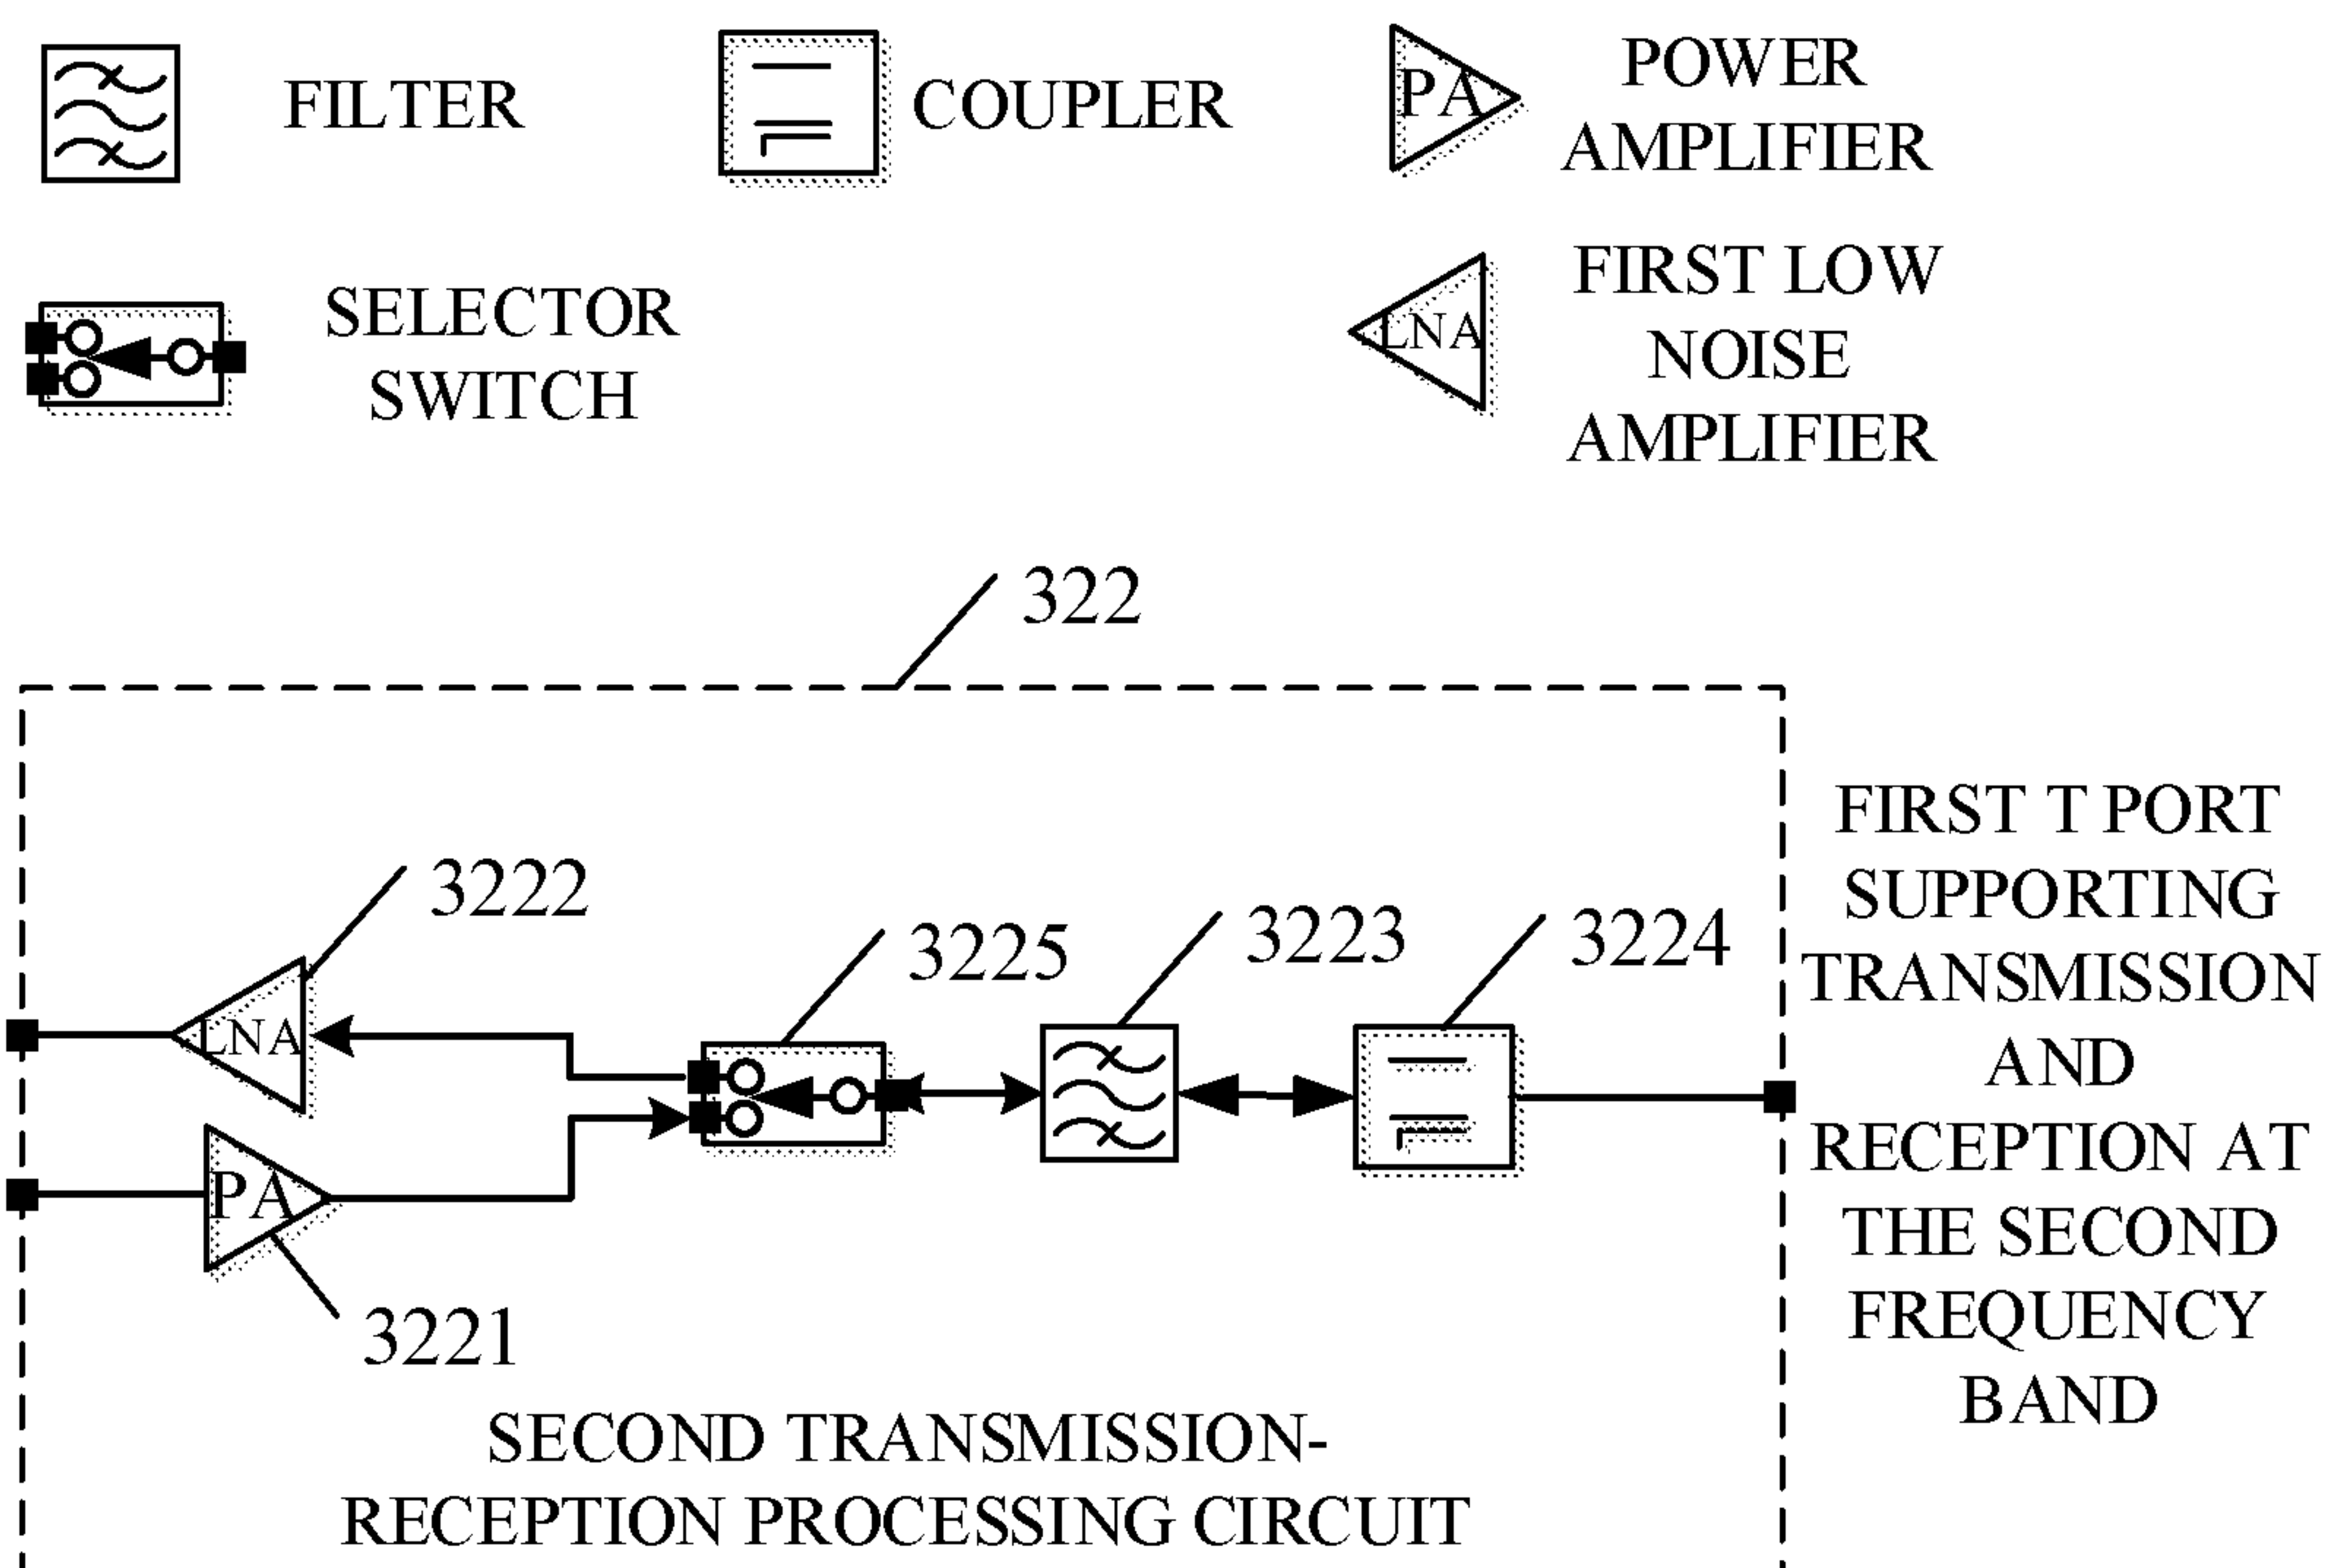 FILTER
COUPLER
PA
POWER
AMPLIFIER
SELECTOR
SWITCH
LNA
FIRST LOW
NOISE
AMPLIFIER
322
3222
3225
3223
3224
LNA
PA
3221
SECOND TRANSMISSION-
RECEPTION PROCESSING CIRCUIT
FIRST T PORT
SUPPORTING
TRANSMISSION
AND
RECEPTION AT
THE SECOND
FREQUENCY
BAND